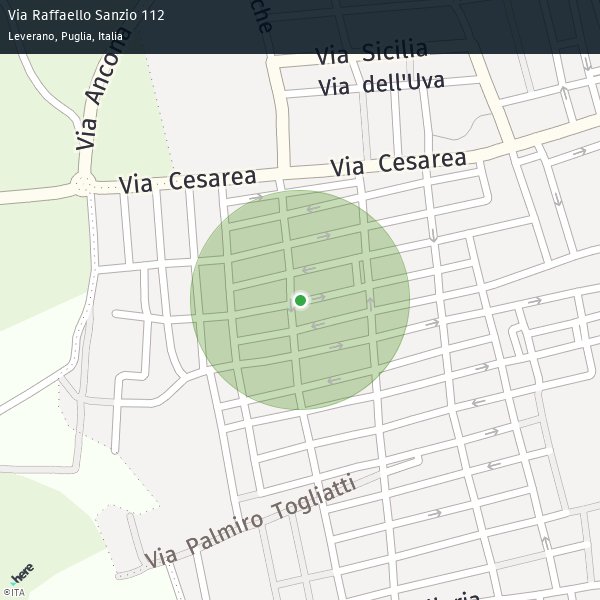 Via Raffaello Sanzio 112
Leverano, Puglia, Italia
Via Ancona
Via Sicilia
Via dell'Uva
Via Cesarea
Via Cesarea
Via Palmiro Togliatti
here
©ITA